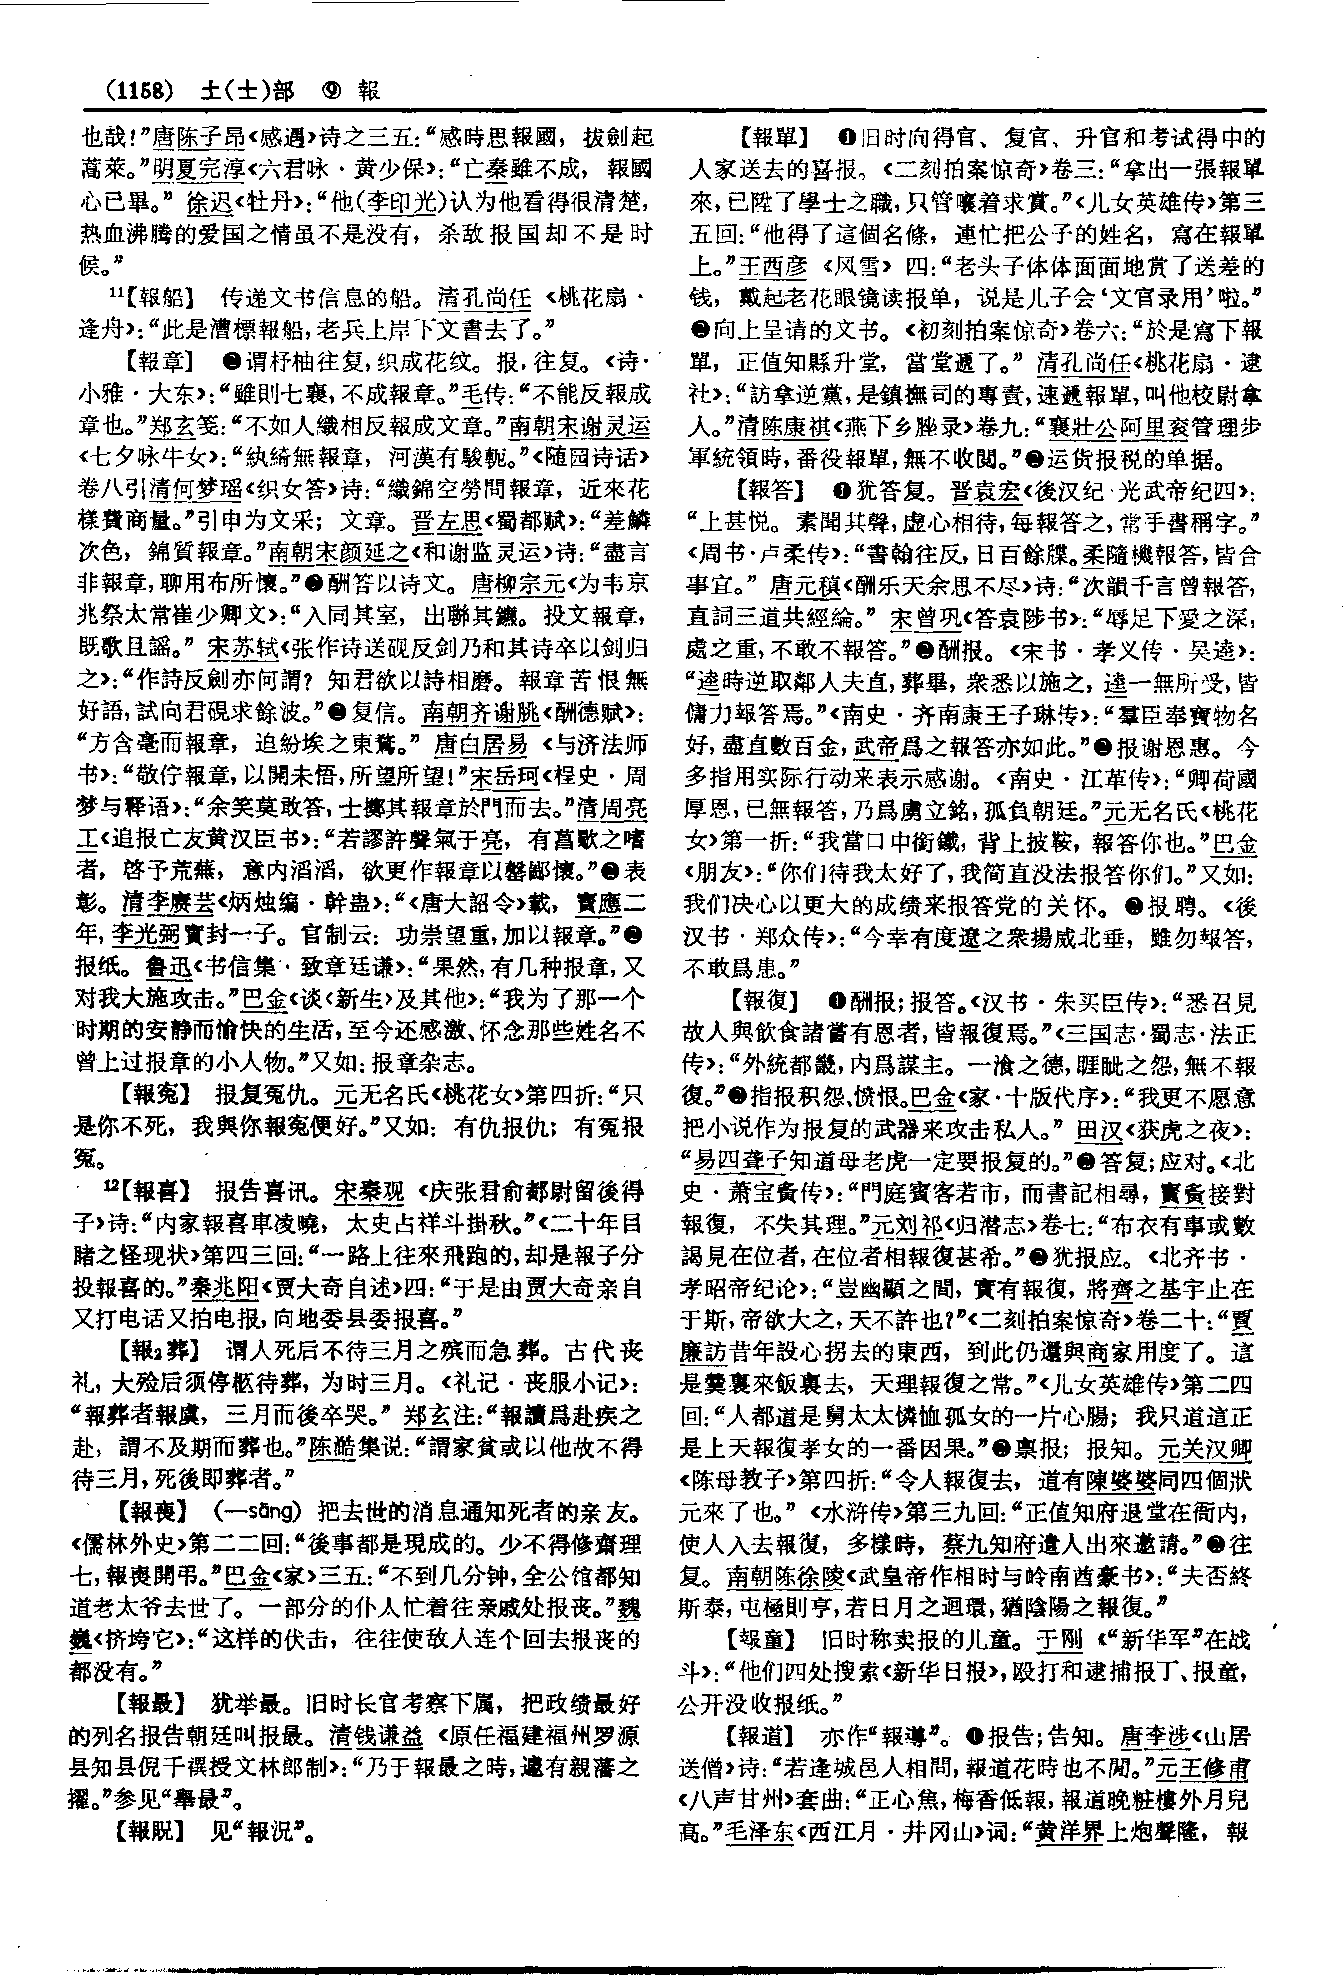 (1158) 土(士)部 ⑨ 報
也哉！”唐陈子昂《感遇》诗之三五：“感時思報國，拔劍起
蒿萊。”明夏完淳《六君咏·黄少保》：“亡秦雖不成，報國
心已畢。”徐迟《牡丹》：“他(李印光)认为他看得很清楚，
热血沸腾的爱国之情虽不是没有，杀敌报国却不是时
候。”
11【報船】 传递文书信息的船。清孔尚任《桃花扇·
逢舟》：“此是漕標報船，老兵上岸下文書去了。”
【報章】 ❶谓杼柚往复，织成花纹。报，往复。《诗·
小雅·大东》：“雖則七襄，不成報章。”毛传：“不能反報成
章也。”郑玄笺：“不如人織相反報成文章。”南朝宋谢灵运
《七夕咏牛女》：“紈綺無報章，河漢有駿軛。”《随园诗话》
卷八引清何梦瑶《织女答》诗：“織錦空勞問報章，近來花
樣費商量。”引申为文采；文章。晋左思《蜀都赋》：“差鱗
次色，錦質報章。”南朝宋颜延之《和谢监灵运》诗：“盡言
非報章，聊用布所懷。”❷酬答以诗文。唐柳宗元《为韦京
兆祭太常崔少卿文》：“入同其室，出聯其鑣。投文報章，
既歌且謡。”宋苏轼《张作诗送砚反剑乃和其诗卒以剑归
之》：“作詩反劍亦何謂？知君欲以詩相磨。報章苦恨無
好語，試向君硯求餘波。”❸复信。南朝齐谢朓《酬德赋》：
“方含毫而報章，迫紛埃之東鶩。”唐白居易《与济法师
书》：“敬佇報章，以開未悟，所望所望！”宋岳珂《桯史·周
梦与释语》：“余笑莫敢答，士擲其報章於門而去。”清周亮
工《追报亡友黄汉臣书》：“若謬許聲氣于亮，有菖歜之嗜
者，啓予荒蕪，意内滔滔，欲更作報章以罄鄙懷。”❹表
彰。清李赓芸《炳烛编·幹蛊》：“《唐大詔令》載，寶應二
年，李光弼實封一子。官制云：功崇望重，加以報章。”❺
报纸。鲁迅《书信集·致章廷谦》：“果然，有几种报章，又
对我大施攻击。”巴金《谈〈新生〉及其他》：“我为了那一个
时期的安静而愉快的生活，至今还感激、怀念那些姓名不
曾上过报章的小人物。”又如：报章杂志。
【報寃】 报复冤仇。元无名氏《桃花女》第四折：“只
是你不死，我與你報寃便好。”又如：有仇报仇；有冤报
冤。
12【報喜】 报告喜讯。宋秦观《庆张君俞都尉留後得
子》诗：“内家報喜車凌曉，太史占祥斗掛秋。”《二十年目
睹之怪现状》第四三回：“一路上往來飛跑的，却是報子分
投報喜的。”秦兆阳《贾大奇自述》四：“于是由贾大奇亲自
又打电话又拍电报，向地委县委报喜。”
【報2葬】 谓人死后不待三月之殡而急葬。古代丧
礼，大殓后须停柩待葬，为时三月。《礼记·丧服小记》：
“報葬者報虞，三月而後卒哭。”郑玄注：“報讀爲赴疾之
赴，謂不及期而葬也。”陈澔集说：“謂家貧或以他故不得
待三月，死後即葬者。”
【報喪】 (—sāng) 把去世的消息通知死者的亲友。
《儒林外史》第二二回：“後事都是現成的。少不得修齋理
七，報喪開弔。”巴金《家》三五：“不到几分钟，全公馆都知
道老太爷去世了。一部分的仆人忙着往亲戚处报丧。”魏
巍《挤垮它》：“这样的伏击，往往使敌人连个回去报丧的
都没有。”
【報最】 犹举最。旧时长官考察下属，把政绩最好
的列名报告朝廷叫报最。清钱谦益《原任福建福州罗源
县知县倪千禩授文林郎制》：“乃于報最之時，遽有親藩之
擢。”参见“舉最”。
【報貺】 见“報況”。
【報單】 ❶旧时向得官、复官、升官和考试得中的
人家送去的喜报。《二刻拍案惊奇》卷三：“拿出一張報單
來，已陞了學士之職，只管嚷着求賞。”《儿女英雄传》第三
五回：“他得了這個名條，連忙把公子的姓名，寫在報單
上。”王西彦《风雪》四：“老头子体体面面地赏了送差的
钱，戴起老花眼镜读报单，说是儿子会‘文官录用’啦。”
❷向上呈请的文书。《初刻拍案惊奇》卷六：“於是寫下報
單，正值知縣升堂，當堂遞了。”清孔尚任《桃花扇·逮
社》：“訪拿逆黨，是鎮撫司的專責，速遞報單，叫他校尉拿
人。”清陈康祺《燕下乡脞录》卷九：“襄壯公阿里衮管理步
軍統領時，番役報單，無不收閲。”❸运货报税的单据。
【報答】 ❶犹答复。晋袁宏《後汉纪·光武帝纪四》：
“上甚悦。素聞其聲，虚心相待，每報答之，常手書稱字。”
《周书·卢柔传》：“書翰往反，日百餘牒。柔隨機報答，皆合
事宜。”唐元稹《酬乐天余思不尽》诗：“次韻千言曾報答，
直詞三道共經綸。”宋曾巩《答袁陟书》：“辱足下愛之深，
處之重，不敢不報答。”❷酬报。《宋书·孝义传·吴逵》：
“逵時逆取鄰人夫直，葬畢，衆悉以施之，逵一無所受，皆
傭力報答焉。”《南史·齐南康王子琳传》：“羣臣奉寶物名
好，盡直數百金，武帝爲之報答亦如此。”❸报谢恩惠。今
多指用实际行动来表示感谢。《南史·江革传》：“卿荷國
厚恩，已無報答，乃爲虜立銘，孤負朝廷。”元无名氏《桃花
女》第一折：“我當口中銜鐵，背上披鞍，報答你也。”巴金
《朋友》：“你们待我太好了，我简直没法报答你们。”又如：
我们决心以更大的成绩来报答党的关怀。❹报聘。《後
汉书·郑众传》：“今幸有度遼之衆揚威北垂，雖勿報答，
不敢爲患。”
【報復】 ❶酬报；报答。《汉书·朱买臣传》：“悉召見
故人與飲食諸嘗有恩者，皆報復焉。”《三国志·蜀志·法正
传》：“外統都畿，内爲謀主。一飡之德，睚眦之怨，無不報
復。”❷指报积怨、愤恨。巴金《家·十版代序》：“我更不愿意
把小说作为报复的武器来攻击私人。”田汉《获虎之夜》：
“易四聋子知道母老虎一定要报复的。”❸答复；应对。《北
史·萧宝夤传》：“門庭賓客若市，而書記相尋，寶夤接對
報復，不失其理。”元刘祁《归潜志》卷七：“布衣有事或數
謁見在位者，在位者相報復甚希。”❹犹报应。《北齐书·
孝昭帝纪论》：“豈幽顯之間，實有報復，將齊之基宇止在
于斯，帝欲大之，天不許也？”《二刻拍案惊奇》卷二十：“賈
廉訪昔年設心拐去的東西，到此仍還與商家用度了。這
是羹裏來飯裏去，天理報復之常。”《儿女英雄传》第二四
回：“人都道是舅太太憐恤孤女的一片心腸；我只道這正
是上天報復孝女的一番因果。”❺禀报；报知。元关汉卿
《陈母教子》第四折：“令人報復去，道有陳婆婆同四個狀
元來了也。”《水浒传》第三九回：“正值知府退堂在衙内，
使人入去報復，多樣時，蔡九知府遣人出來邀請。”❻往
复。南朝陈徐陵《武皇帝作相时与岭南酋豪书》：“夫否終
斯泰，屯極則亨，若日月之迴環，猶陰陽之報復。”
【報童】 旧时称卖报的儿童。于刚《“新华军”在战
斗》：“他们四处搜索《新华日报》，殴打和逮捕报丁、报童，
公开没收报纸。”
【報道】 亦作“報導”。❶报告；告知。唐李涉《山居
送僧》诗：“若逢城邑人相問，報道花時也不閒。”元王修甫
《八声甘州》套曲：“正心焦，梅香低報，報道晚粧樓外月兒
高。”毛泽东《西江月·井冈山》词：“黄洋界上炮聲隆，報